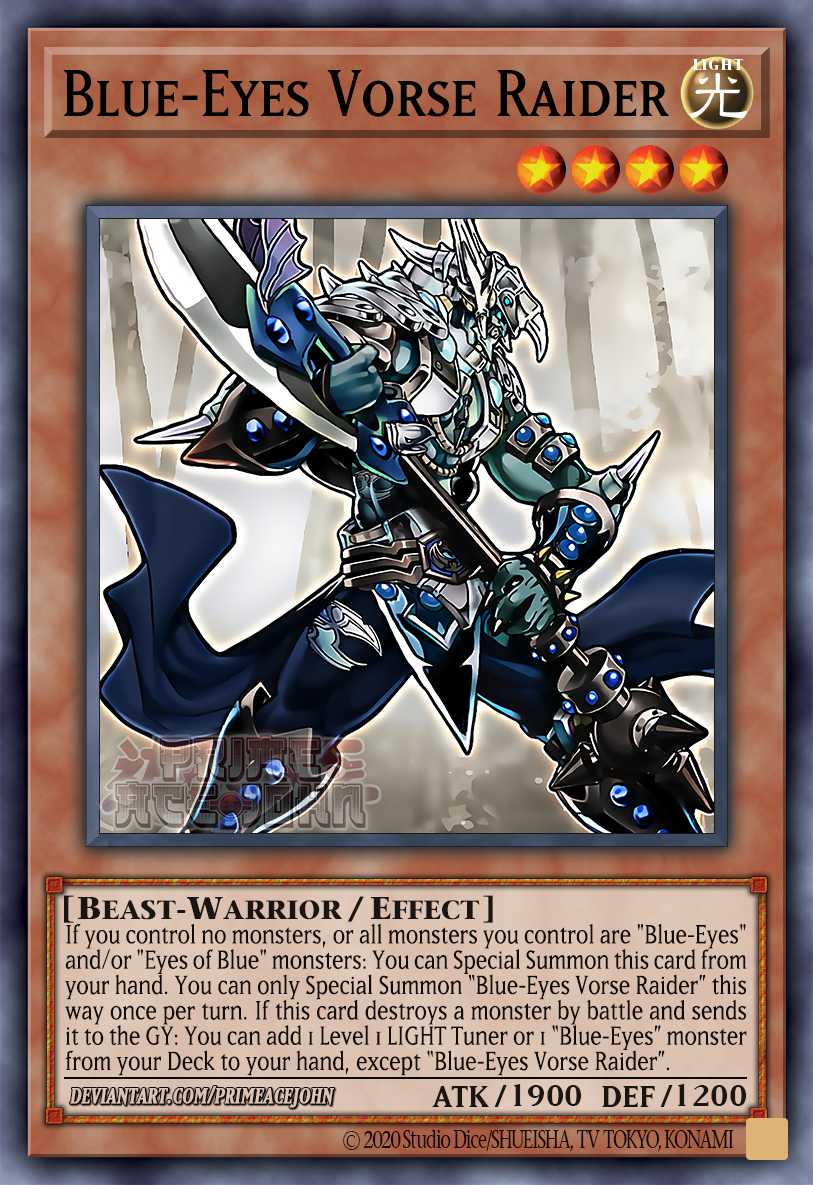 Blue-Eyes Vorse Raider
LIGHT
光
PRIME
ACE JOHN
[Beast-Warrior / Effect]
If you control no monsters, or all monsters you control are "Blue-Eyes"
and/or "Eyes of Blue" monsters: You can Special Summon this card from
your hand. You can only Special Summon "Blue-Eyes Vorse Raider" this
way once per turn. If this card destroys a monster by battle and sends
it to the GY: You can add 1 Level 1 LIGHT Tuner or 1 "Blue-Eyes" monster
from your Deck to your hand, except "Blue-Eyes Vorse Raider".
DEVIANTART.COM/PRIMEACEJOHN ATK/1900 DEF/1200
© 2020 Studio Dice/SHUEISHA, TV TOKYO, KONAMI